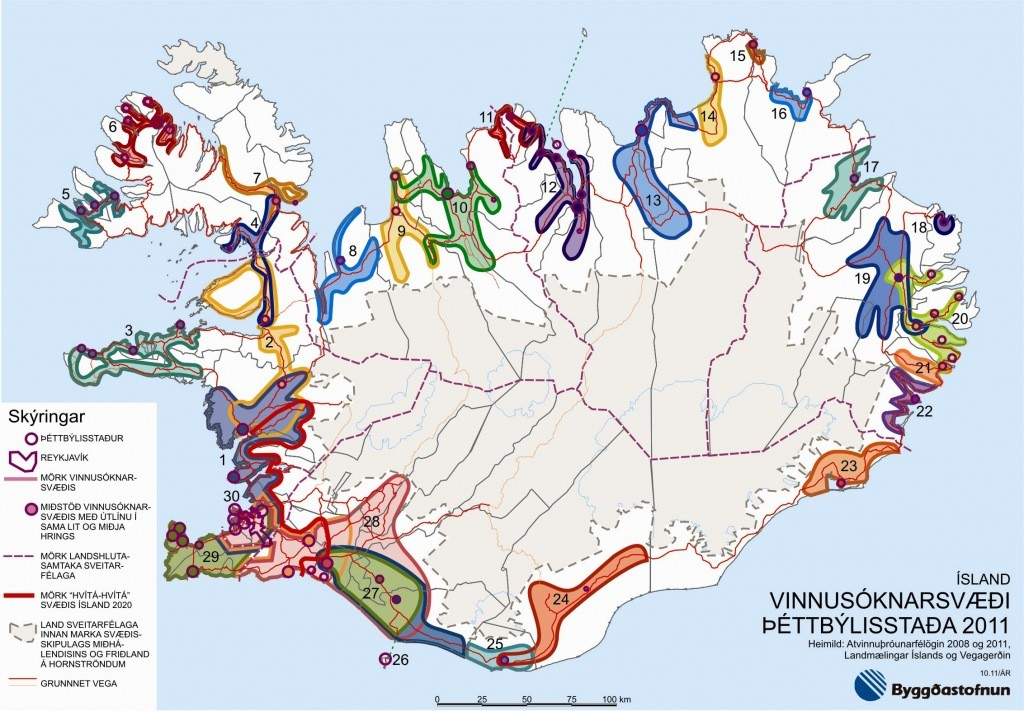 15
14
16
6
11
17
5
7
12
4
10
13
9
8
18
19
20
3
2
21
22
1
23
30
28
29
27
24
25
26
Skýringar
ÞÉTTBÝLISSTAÐUR
REYKJAVÍK
MÖRK VINNUSÓKNAR-
SVÆÐIS
MIÐSTÖÐ VINNUSÓKNAR-
SVÆÐIS MEÐ ÚTLÍNU Í
SAMA LIT OG MIÐJA
HRINGS
MÖRK LANDSHLUTA-
SAMTAKA SVEITAR-
FÉLAGA
MÖRK "HVÍTÁ-HVÍTÁ"
SVÆÐIS ÍSLAND 2020
LAND SVEITARFÉLAGA
INNAN MARKA SVÆÐIS-
SKIPULAGS MIÐHÁ-
LENDISINS OG FRIÐLAND
Á HORNSTRÖNDUM
GRUNNNET VEGA
0 25 50 75 100 km
ÍSLAND
VINNUSÓKNARSVÆÐI
ÞÉTTBÝLISSTAÐA 2011
Heimild: Atvinnuþróunarfélögin 2008 og 2011,
Landmælingar Íslands og Vegagerðin
10.11/ÁR
Byggðastofnun